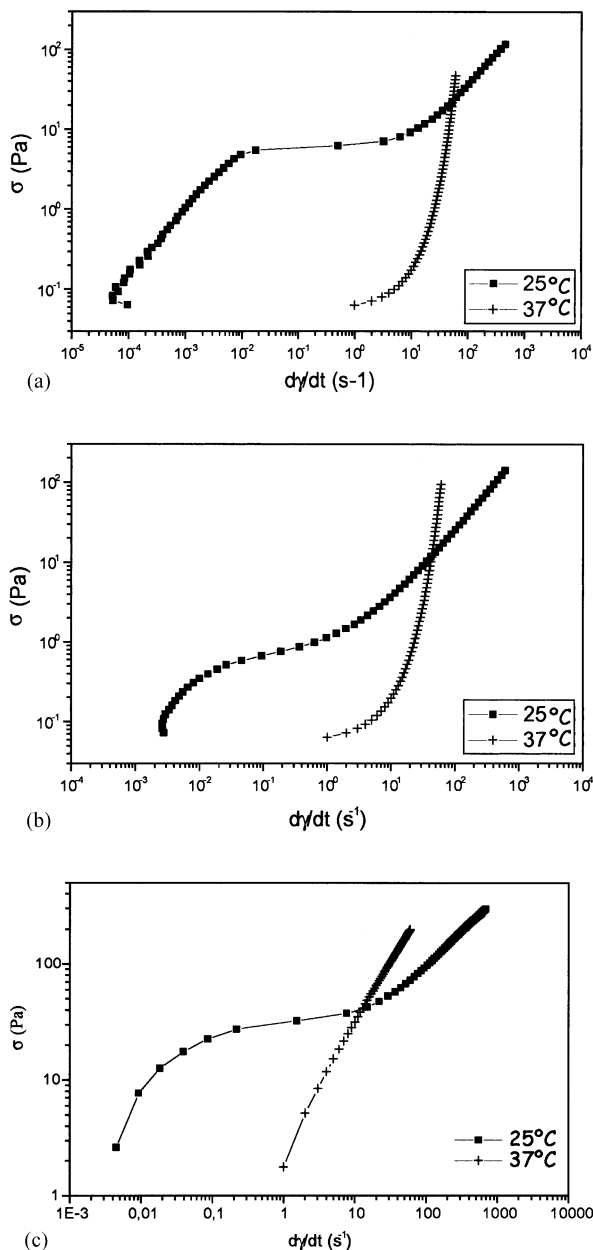 10²
10¹
10⁰
10⁻¹
σ (Pa)
25°C
37°C
10⁻⁵ 10⁻⁴ 10⁻³ 10⁻² 10⁻¹ 10⁰ 10¹ 10² 10³ 10⁴
(a)
dγ/dt (s-1)
10²
10¹
10⁰
10⁻¹
σ (Pa)
25°C
37°C
10⁻⁴ 10⁻³ 10⁻² 10⁻¹ 10⁰ 10¹ 10² 10³ 10⁴
(b)
dγ/dt (s⁻¹)
100
10
1
σ (Pa)
25°C
37°C
1E-3 0,01 0,1 1 10 100 1000 10000
(c)
dγ/dt (s⁻¹)